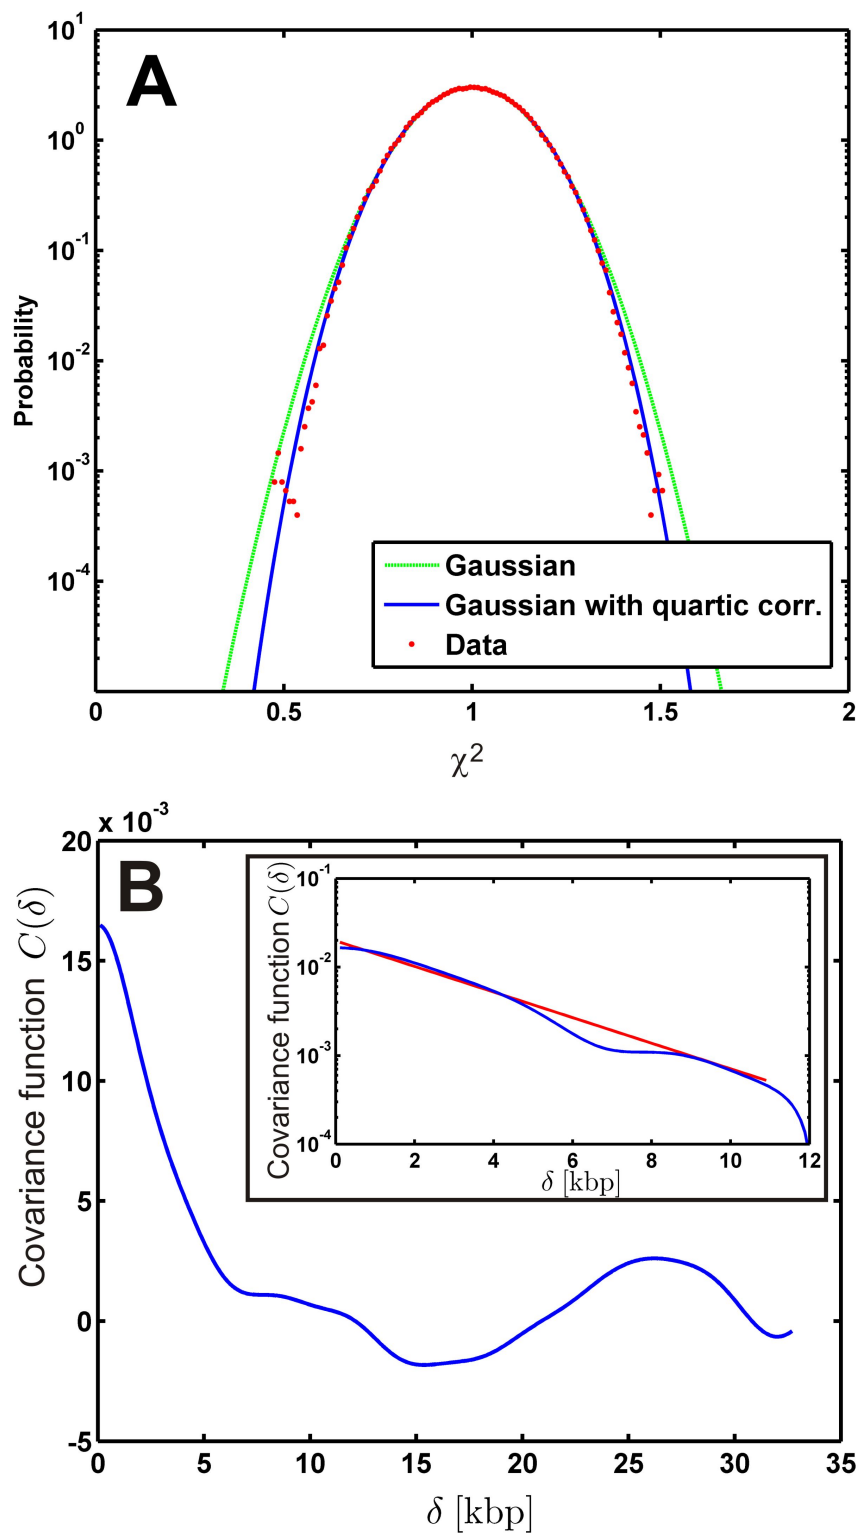 A
10^1
10^0
10^-1
10^-2
10^-3
10^-4
Probability
Gaussian
Gaussian with quartic corr.
Data
0 0.5 1 1.5 2
χ^2
x 10^-3
B
20
15
10
5
0
-5
Covariance function C(δ)
10^-1
10^-2
10^-3
10^-4
Covariance function C(δ)
0 2 4 6 8 10 12
δ [kbp]
0 5 10 15 20 25 30 35
δ [kbp]